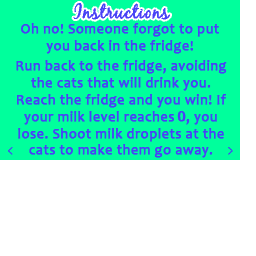 Instructions
Oh no! Someone forgot to put
you back in the fridge!
Run back to the fridge, avoiding
the cats that will drink you.
Reach the fridge and you win! If
your milk level reaches 0, you
lose. Shoot milk droplets at the
< cats to make them go away. >